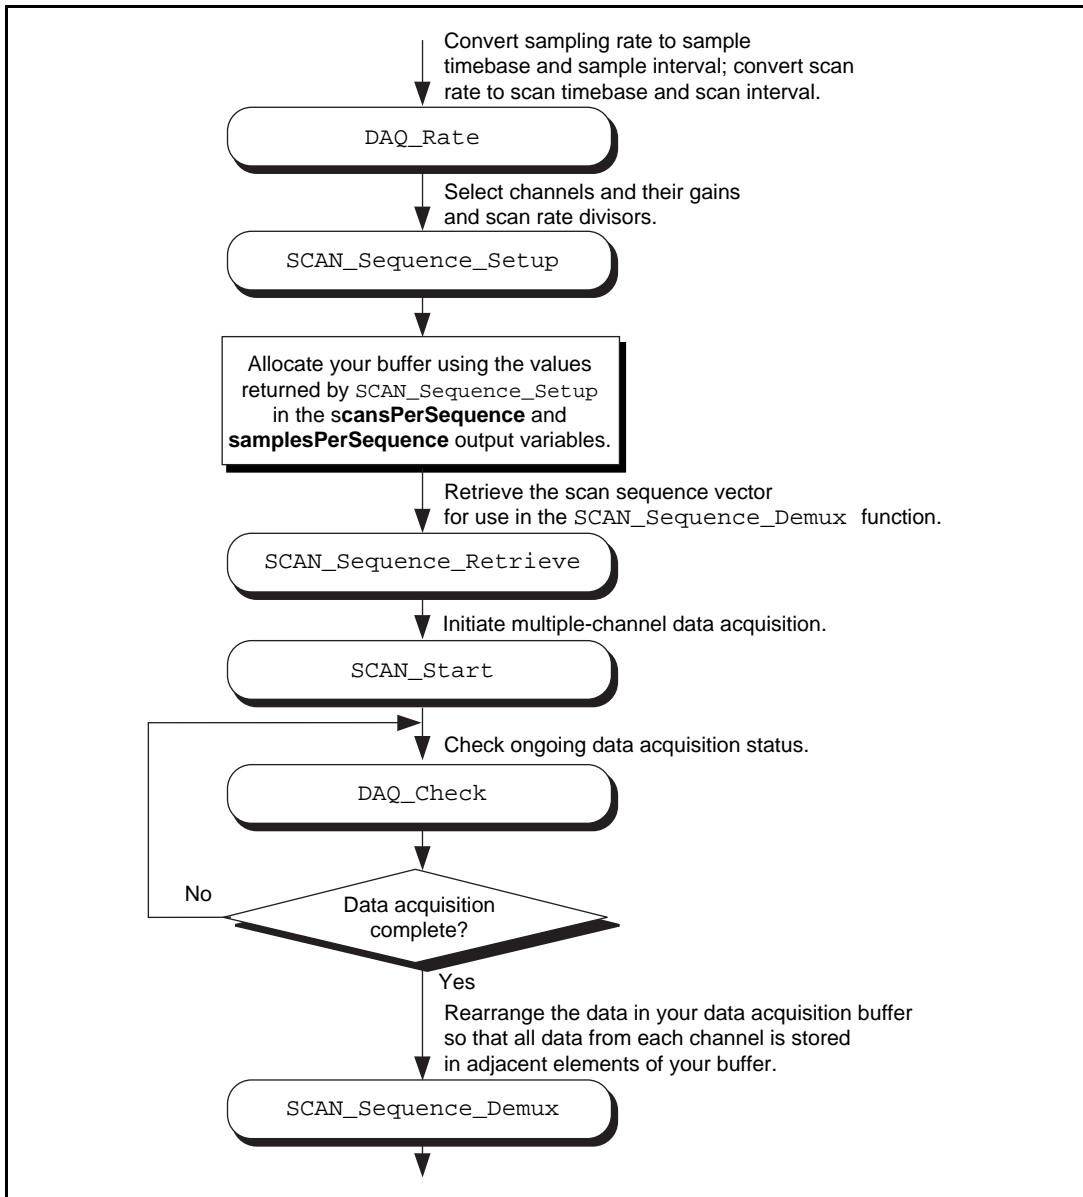 Convert sampling rate to sample
timebase and sample interval; convert scan
rate to scan timebase and scan interval.
DAQ_Rate
Select channels and their gains
and scan rate divisors.
SCAN_Sequence_Setup
Allocate your buffer using the values
returned by SCAN_Sequence_Setup
in the scansPerSequence and
samplesPerSequence output variables.
Retrieve the scan sequence vector
for use in the SCAN_Sequence_Demux function.
SCAN_Sequence_Retrieve
Initiate multiple-channel data acquisition.
SCAN_Start
Check ongoing data acquisition status.
DAQ_Check
No
Data acquisition
complete?
Yes
Rearrange the data in your data acquisition buffer
so that all data from each channel is stored
in adjacent elements of your buffer.
SCAN_Sequence_Demux